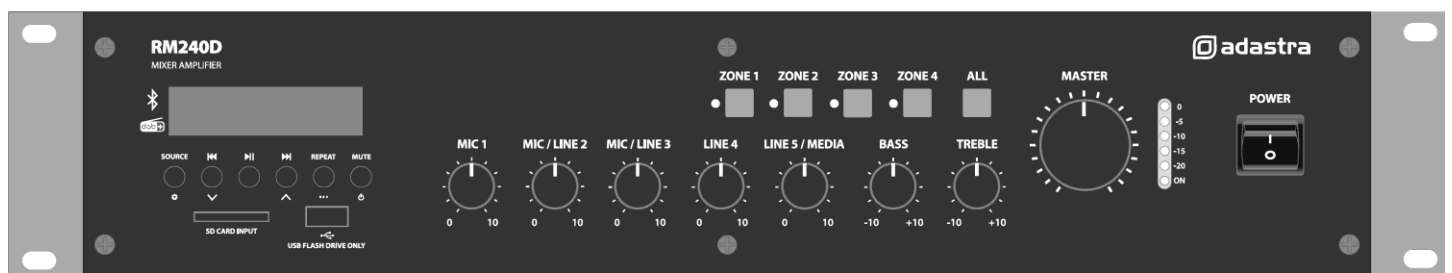 RM240D
MIXER AMPLIFIER
dab+
SOURCE REPEAT MUTE
SD CARD INPUT
USB FLASH DRIVE ONLY
ZONE 1 ZONE 2 ZONE 3 ZONE 4 ALL
MIC 1 MIC / LINE 2 MIC / LINE 3 LINE 4 LINE 5 / MEDIA BASS TREBLE
0 10 0 10 0 10 0 10 0 10 -10 +10 -10 +10
MASTER
0
-5
-10
-15
-20
ON
adastra
POWER
I
O